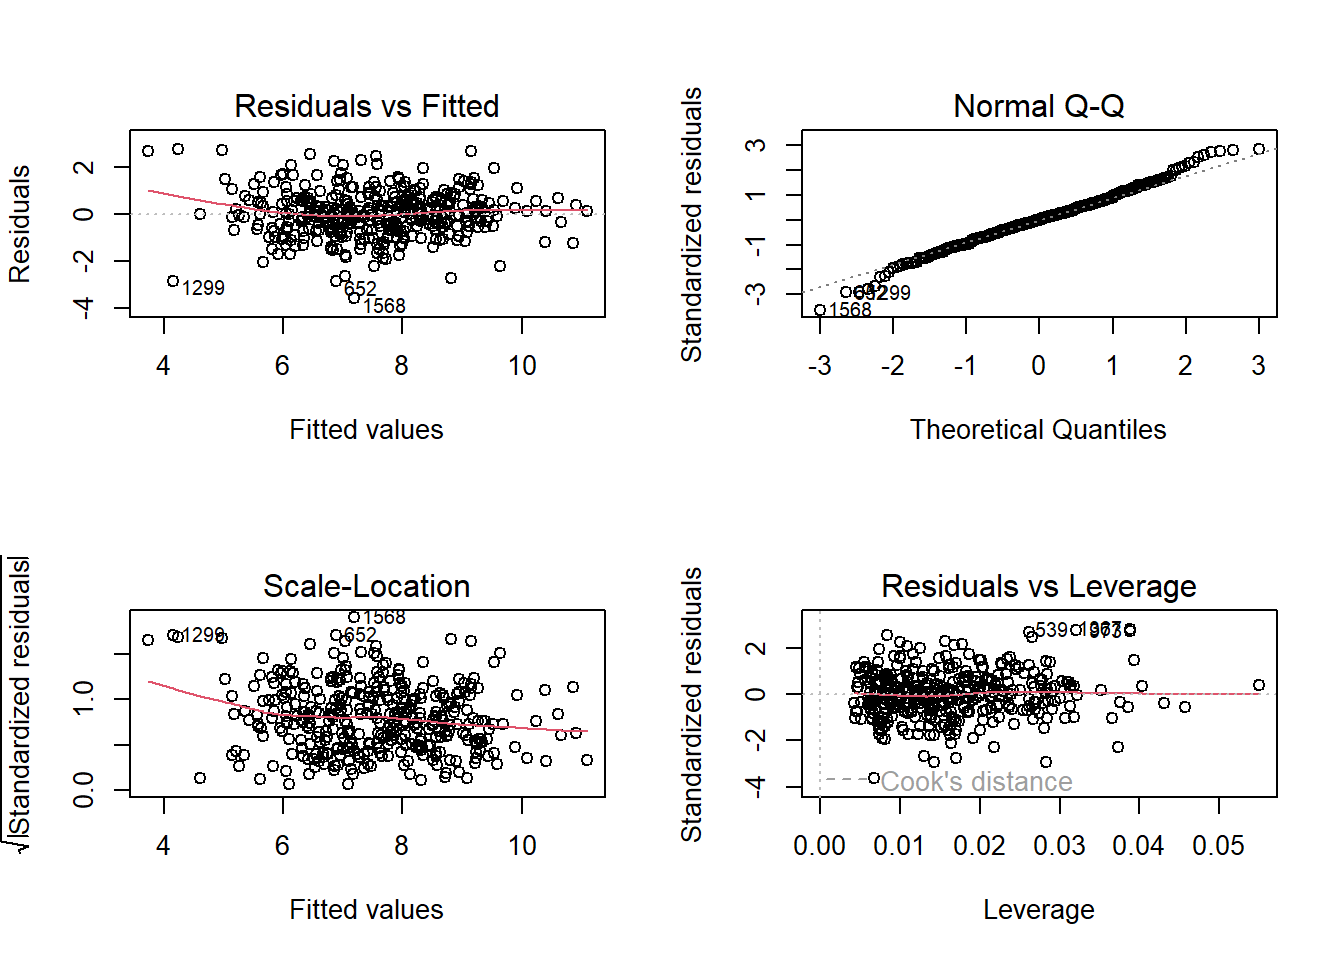 Residuals vs Fitted
Residuals
2
0
-2
-4
1299
652
1568
4 6 8 10
Fitted values
Normal Q-Q
Standardized residuals
3
1
-1
-3
1299
1568
-3 -2 -1 0 1 2 3
Theoretical Quantiles
Scale-Location
√|Standardized residuals|
1.0
0.0
1568
1299
652
4 6 8 10
Fitted values
Residuals vs Leverage
Standardized residuals
2
0
-2
-4
539
Cook's distance
0.00 0.01 0.02 0.03 0.04 0.05
Leverage